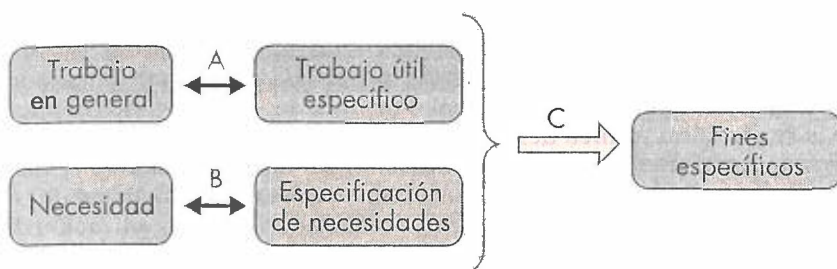 Trabajo
en general
A
Trabajo útil
específico
C
Fines
específicos
Necesidad
B
Especificación
de necesidades